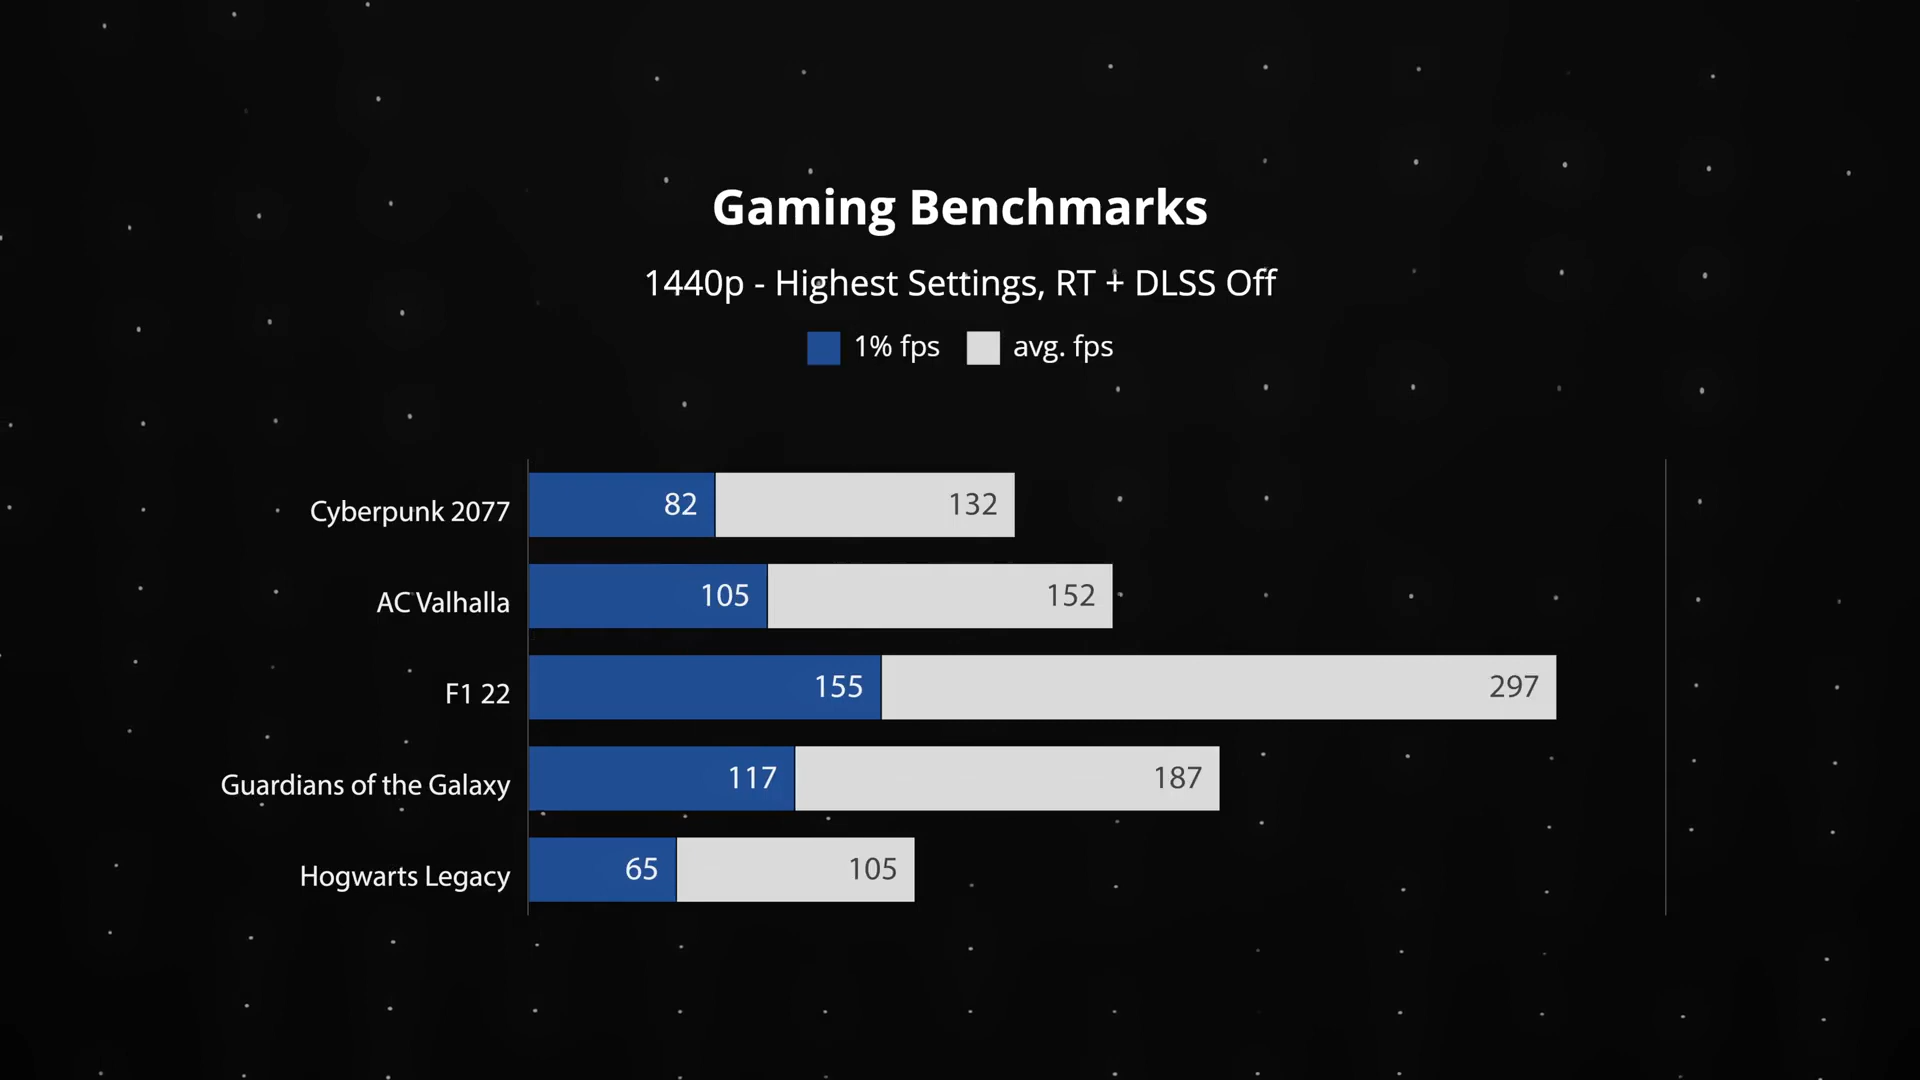 Gaming Benchmarks
1440p - Highest Settings, RT + DLSS Off
1% fps avg. fps
Cyberpunk 2077 82 132
AC Valhalla 105 152
F1 22 155 297
Guardians of the Galaxy 117 187
Hogwarts Legacy 65 105